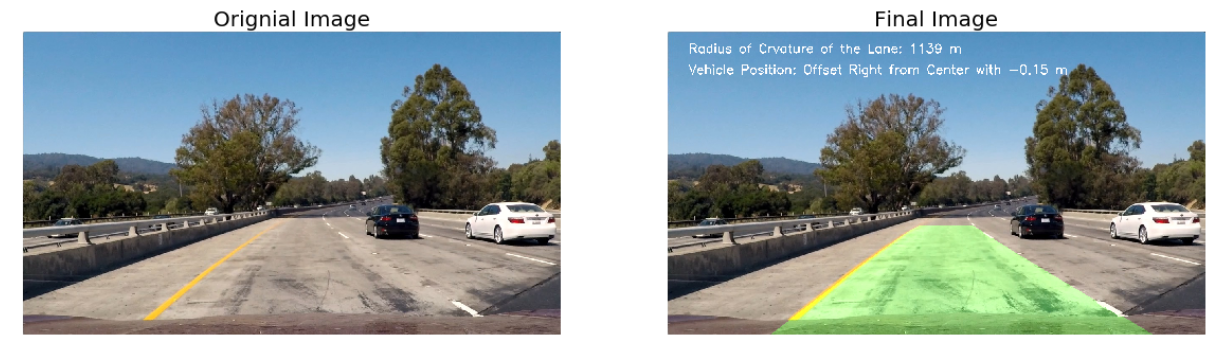 Orignial Image
Final Image
Radius of Crvature of the Lane: 1139 m
Vehicle Position: Offset Right from Center with -0.15 m